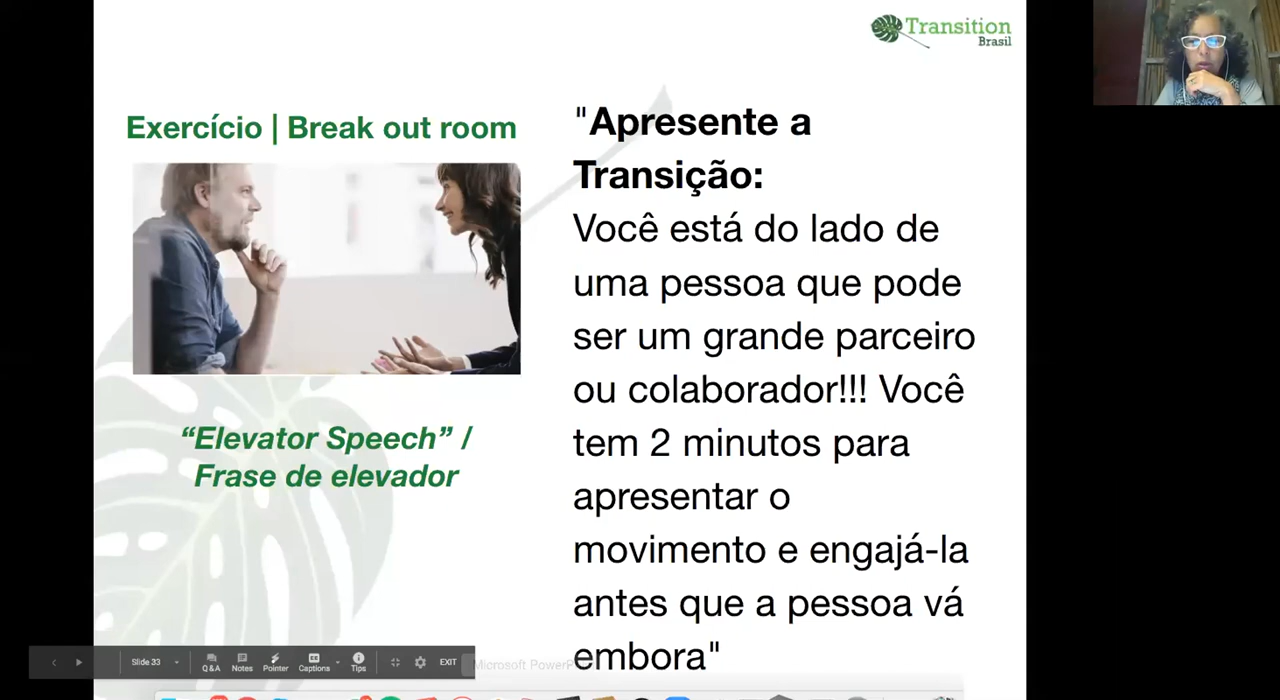 Transition
Brasil
Exercício | Break out room
“Elevator Speech” /
Frase de elevador
"Apresente a
Transição:
Você está do lado de
uma pessoa que pode
ser um grande parceiro
ou colaborador!!! Você
tem 2 minutos para
apresentar o
movimento e engajá-la
antes que a pessoa vá
embora"
Slide 33
Q&A
Notes
Pointer
Captions
Tips
EXIT
Microsoft